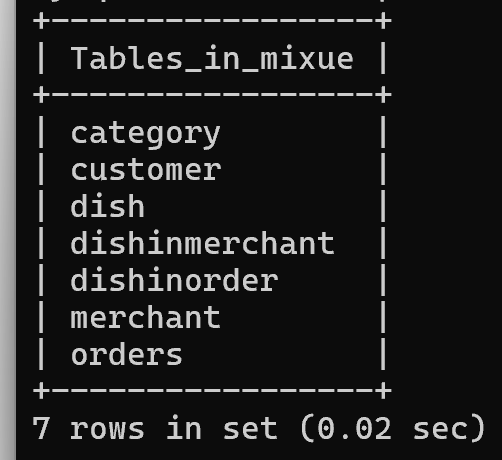 +-----------------+
| Tables_in_mixue |
+-----------------+
| category        |
| customer        |
| dish            |
| dishinmerchant  |
| dishinorder     |
| merchant        |
| orders          |
+-----------------+
7 rows in set (0.02 sec)